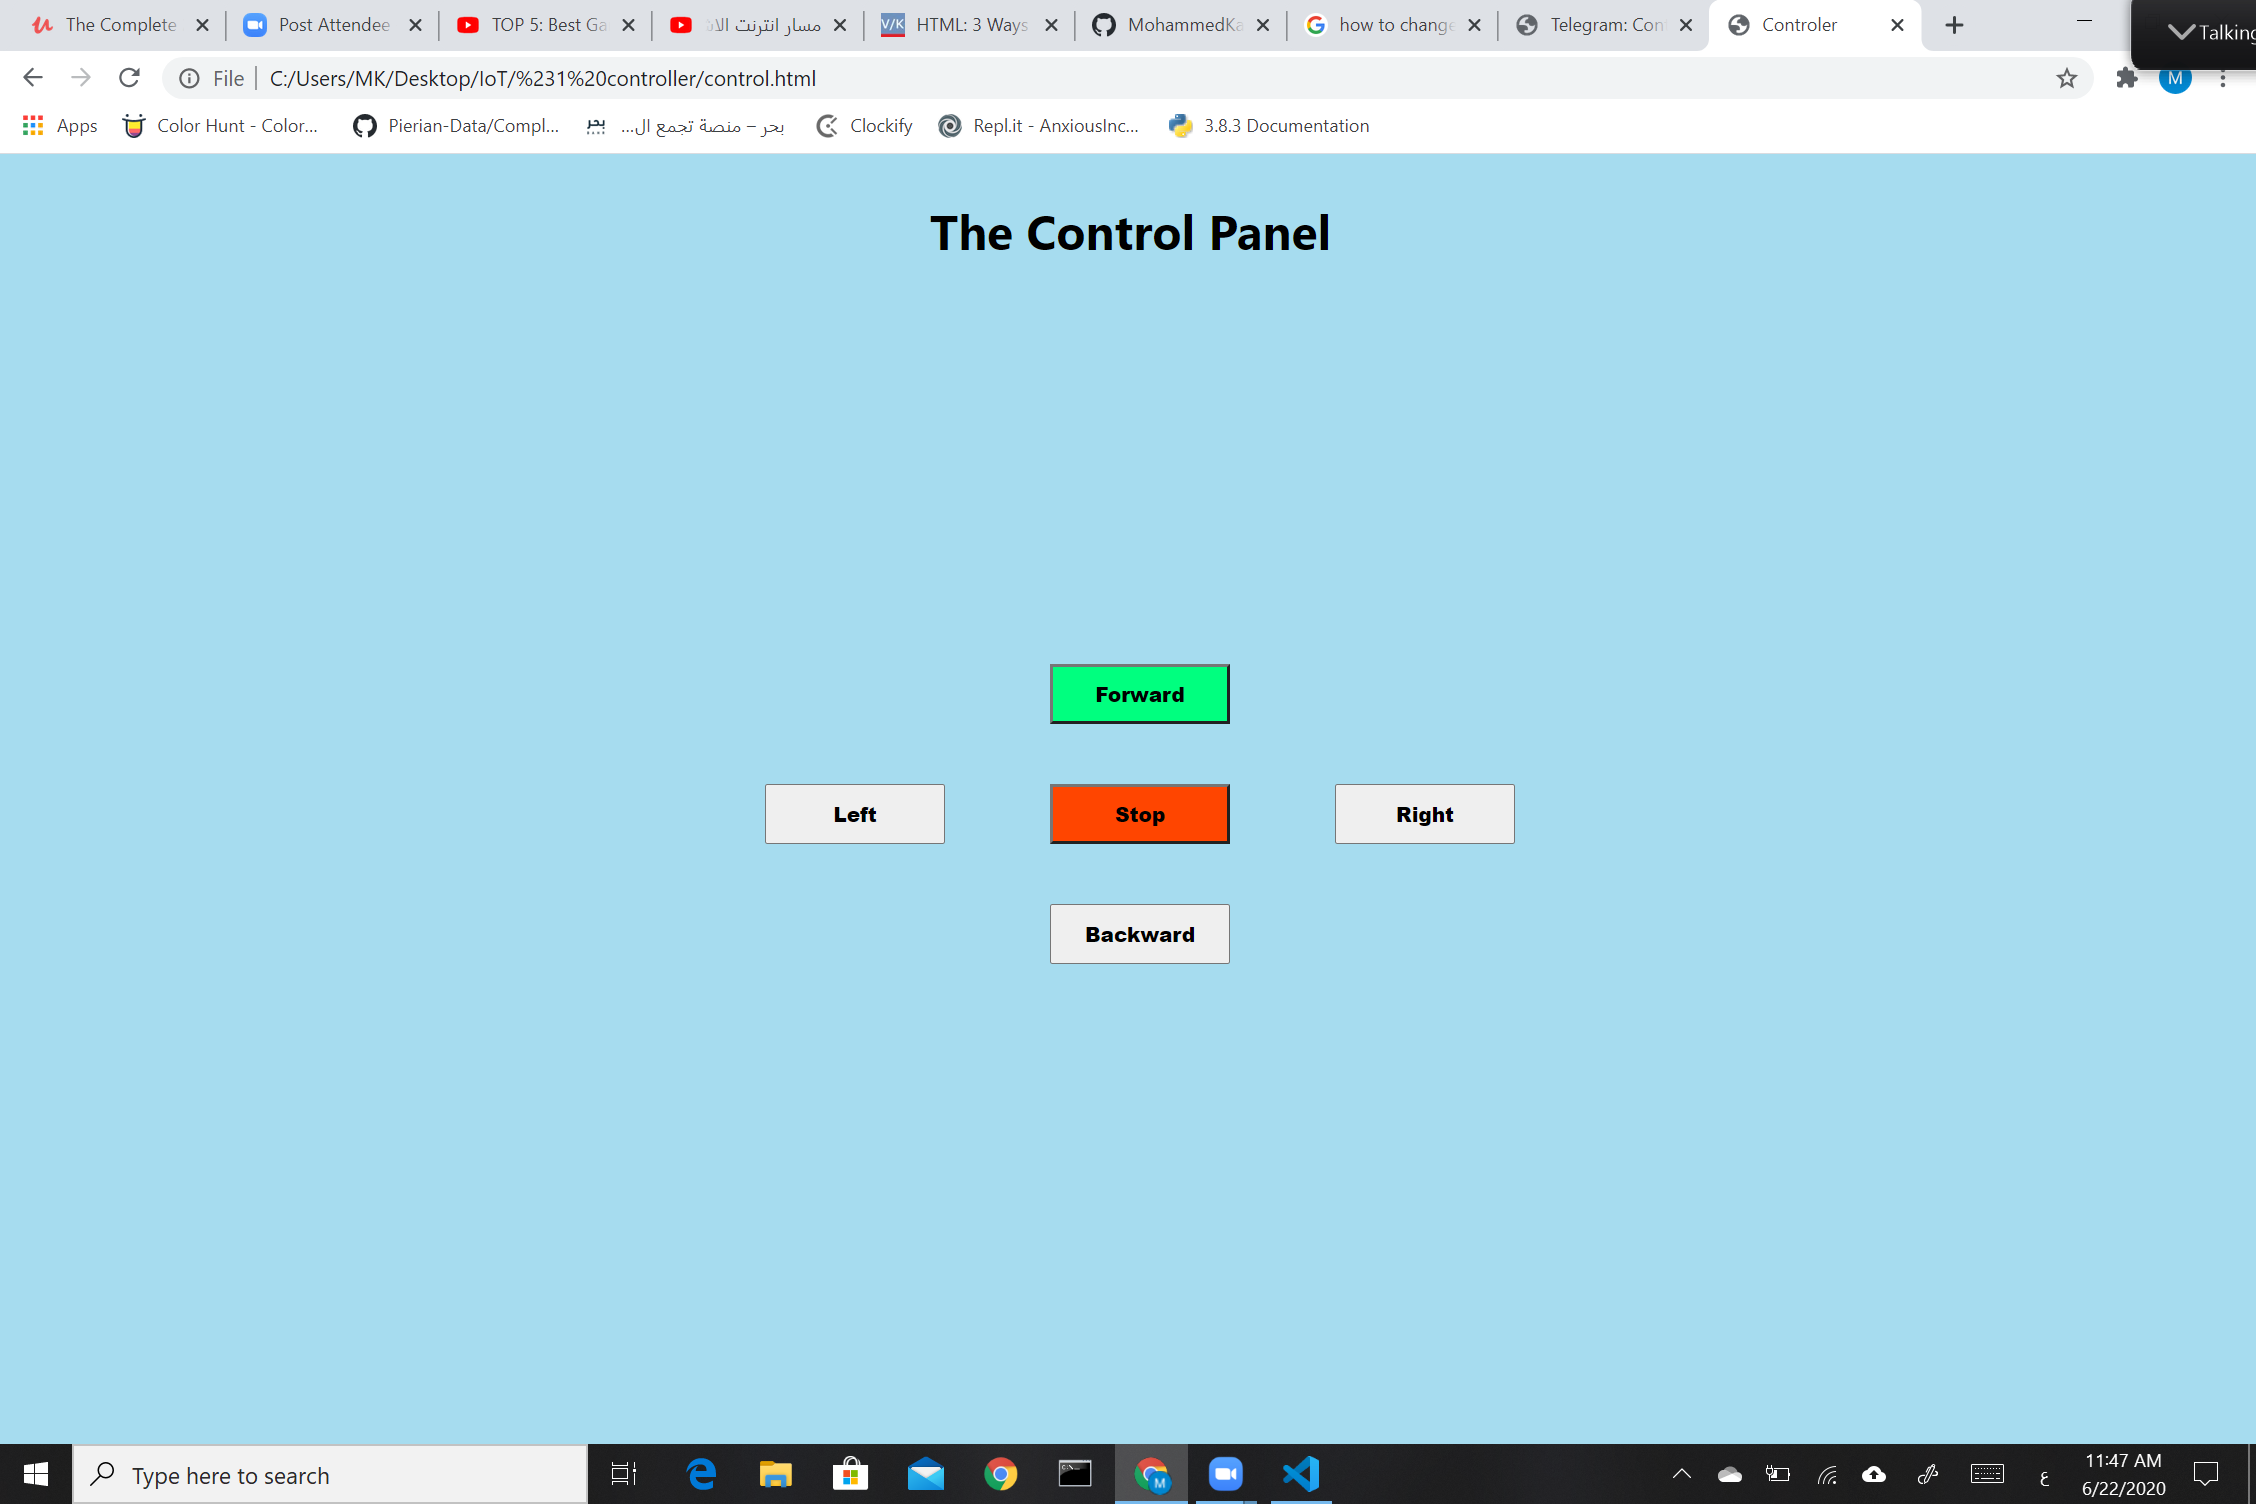 The Complete
Post Attendee
TOP 5: Best Ga
مسار انترنت الاش
HTML: 3 Ways
MohammedKa
how to change
Telegram: Con
Controler
Talking
File
C:/Users/MK/Desktop/IoT/%231%20controller/control.html
M
Apps
Color Hunt - Color...
Pierian-Data/Compl...
بحر – منصة تجمع ال...
Clockify
Repl.it - AnxiousInc...
3.8.3 Documentation
The Control Panel
Forward
Left
Stop
Right
Backward
Type here to search
M
ع
11:47 AM
6/22/2020